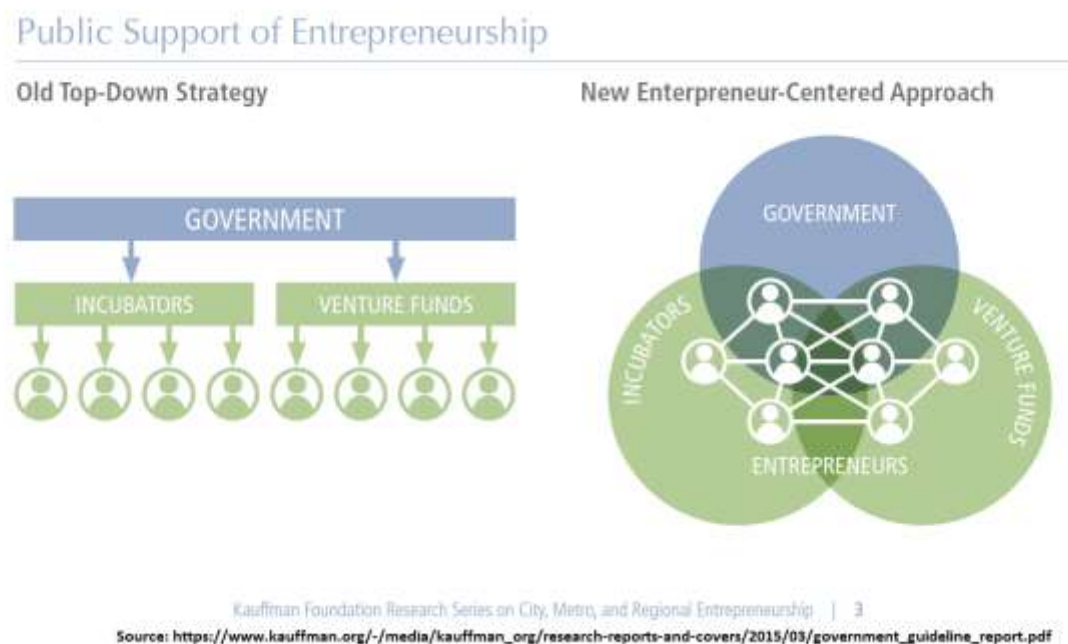 Public Support of Entrepreneurship
Old Top-Down Strategy
GOVERNMENT
INCUBATORS
VENTURE FUNDS
New Enterpreneur-Centered Approach
GOVERNMENT
INCUBATORS
VENTURE FUNDS
ENTREPRENEURS
Kauffman Foundation Research Series on City, Metro, and Regional Entrepreneurship | 3
Source: https://www.kauffman.org/-/media/kauffman_org/research-reports-and-covers/2015/03/government_guideline_report.pdf